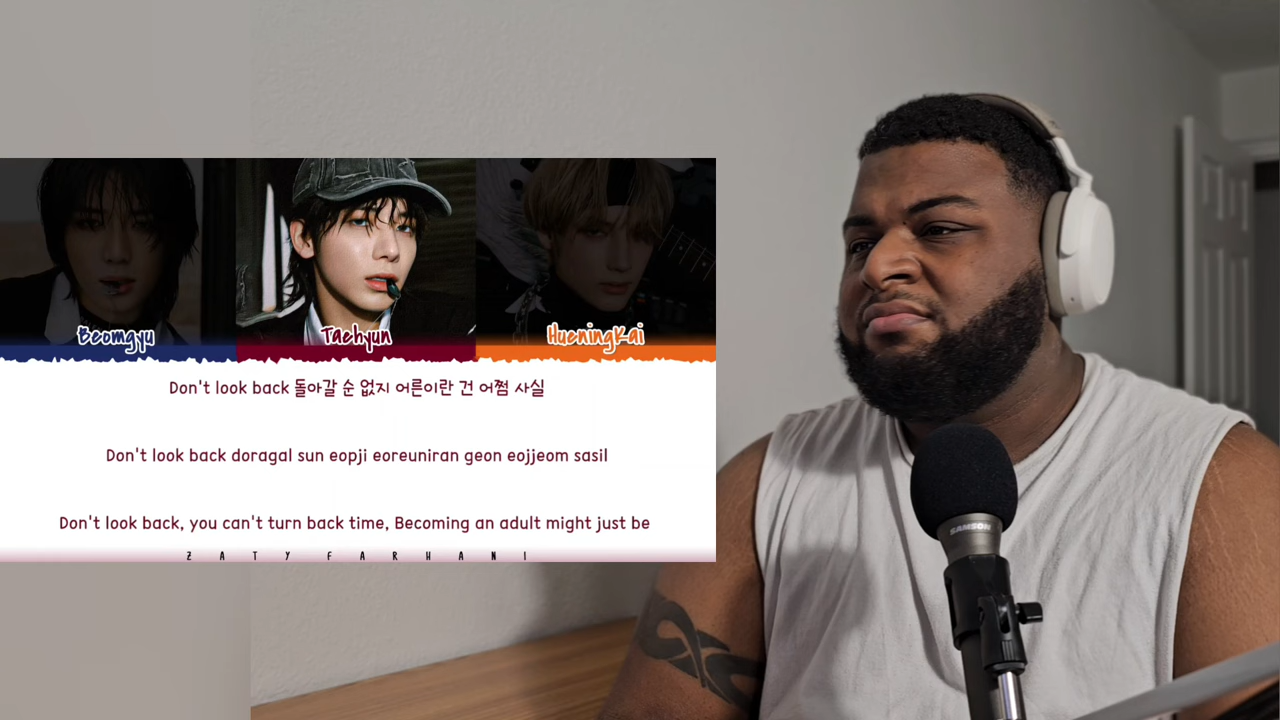 Beomgyu
Taehyun
HueningKai
Don't look back 돌아갈 순 없지 어른이란 건 어쩜 사실
Don't look back doragal sun eopji eoreuniran geon eojjeom sasil
Don't look back, you can't turn back time, Becoming an adult might just be
ZATY FARHANI
SAMSON